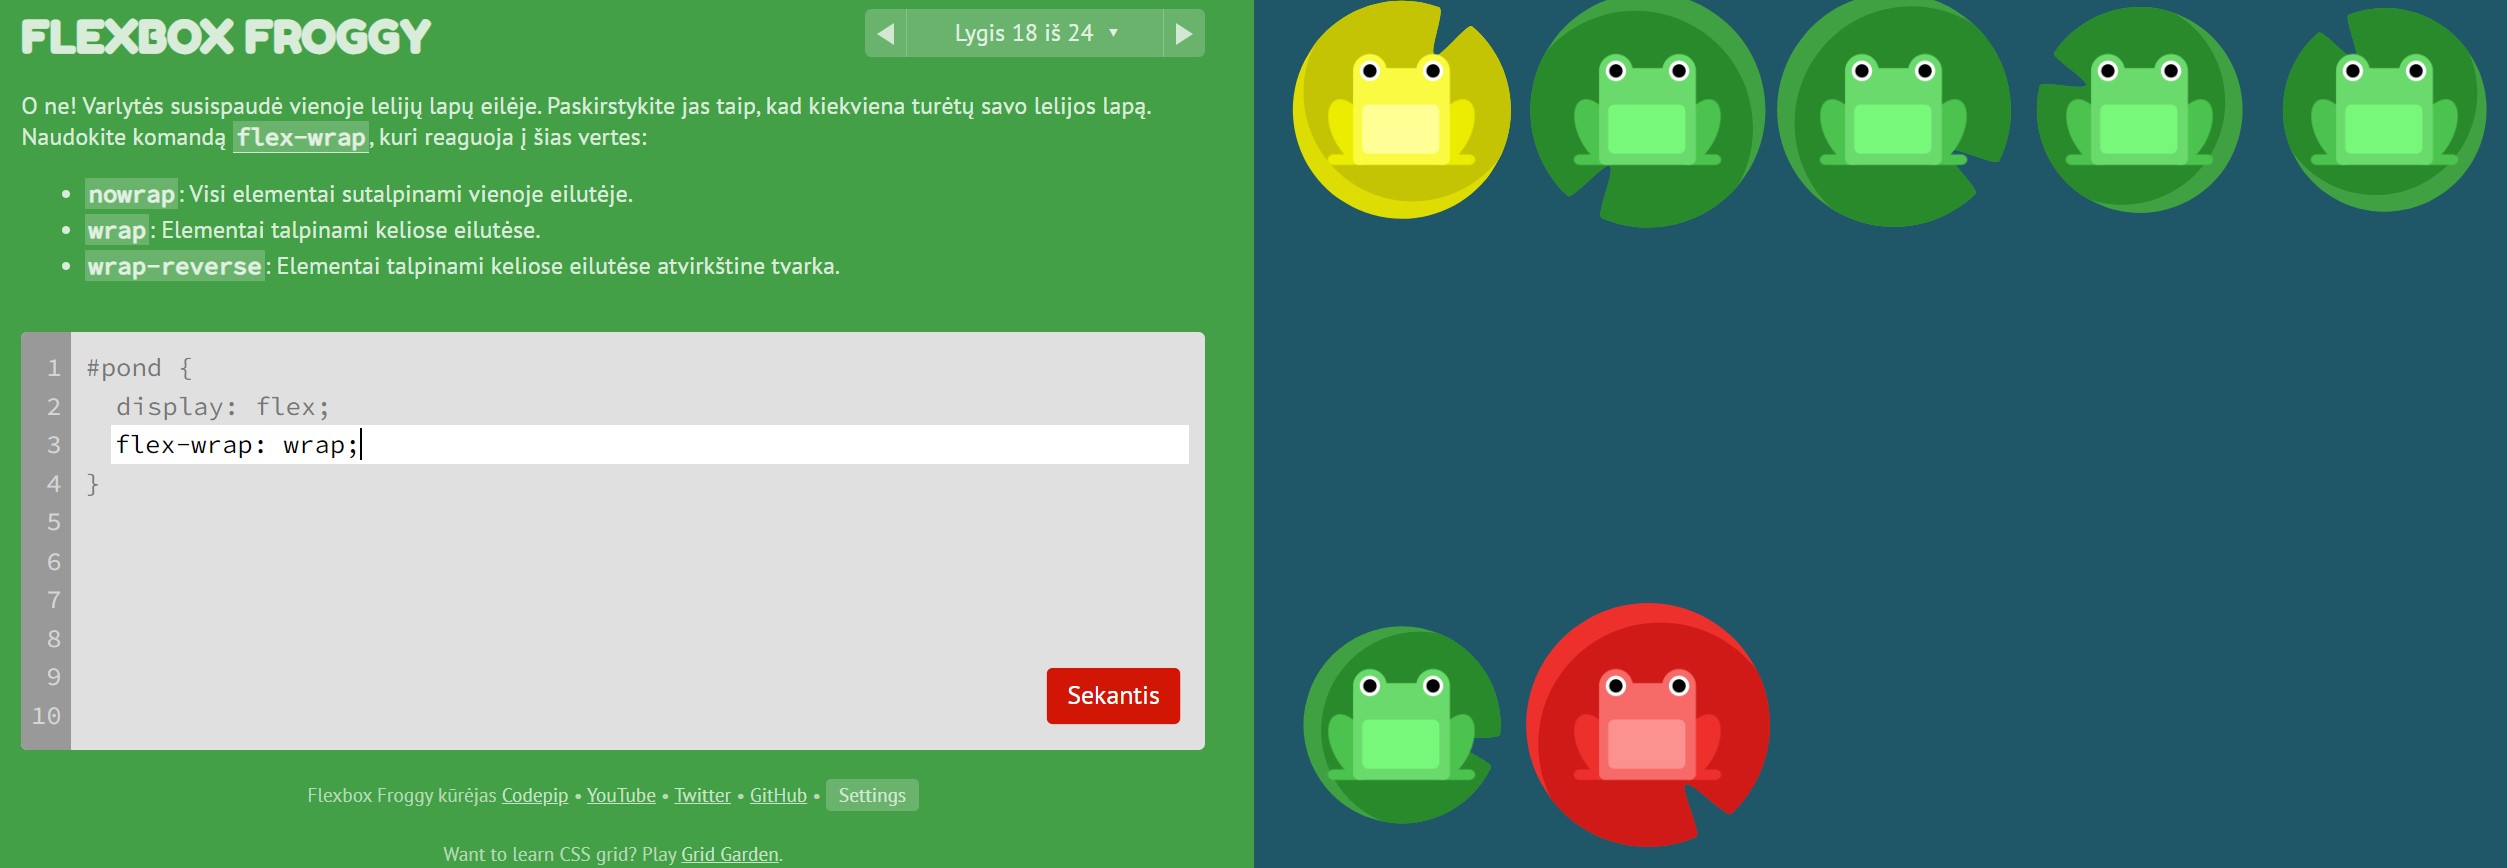 FLEXBOX FROGGY
Lygis 18 iš 24
O ne! Varlytės susispaudė vienoje lelijų lapų eilėje. Paskirstykite jas taip, kad kiekviena turėtų savo lelijos lapą.
Naudokite komandą flex-wrap, kuri reaguoja į šias vertes:
nowrap: Visi elementai sutalpinami vienoje eilutėje.
wrap: Elementai talpinami keliose eilutėse.
wrap-reverse: Elementai talpinami keliose eilutėse atvirkštine tvarka.
1 #pond {
2 display: flex;
3 flex-wrap: wrap;
4 }
5
6
7
8
9
10
Sekantis
Flexbox Froggy kūrėjas Codepip • YouTube • Twitter • GitHub • Settings
Want to learn CSS grid? Play Grid Garden.